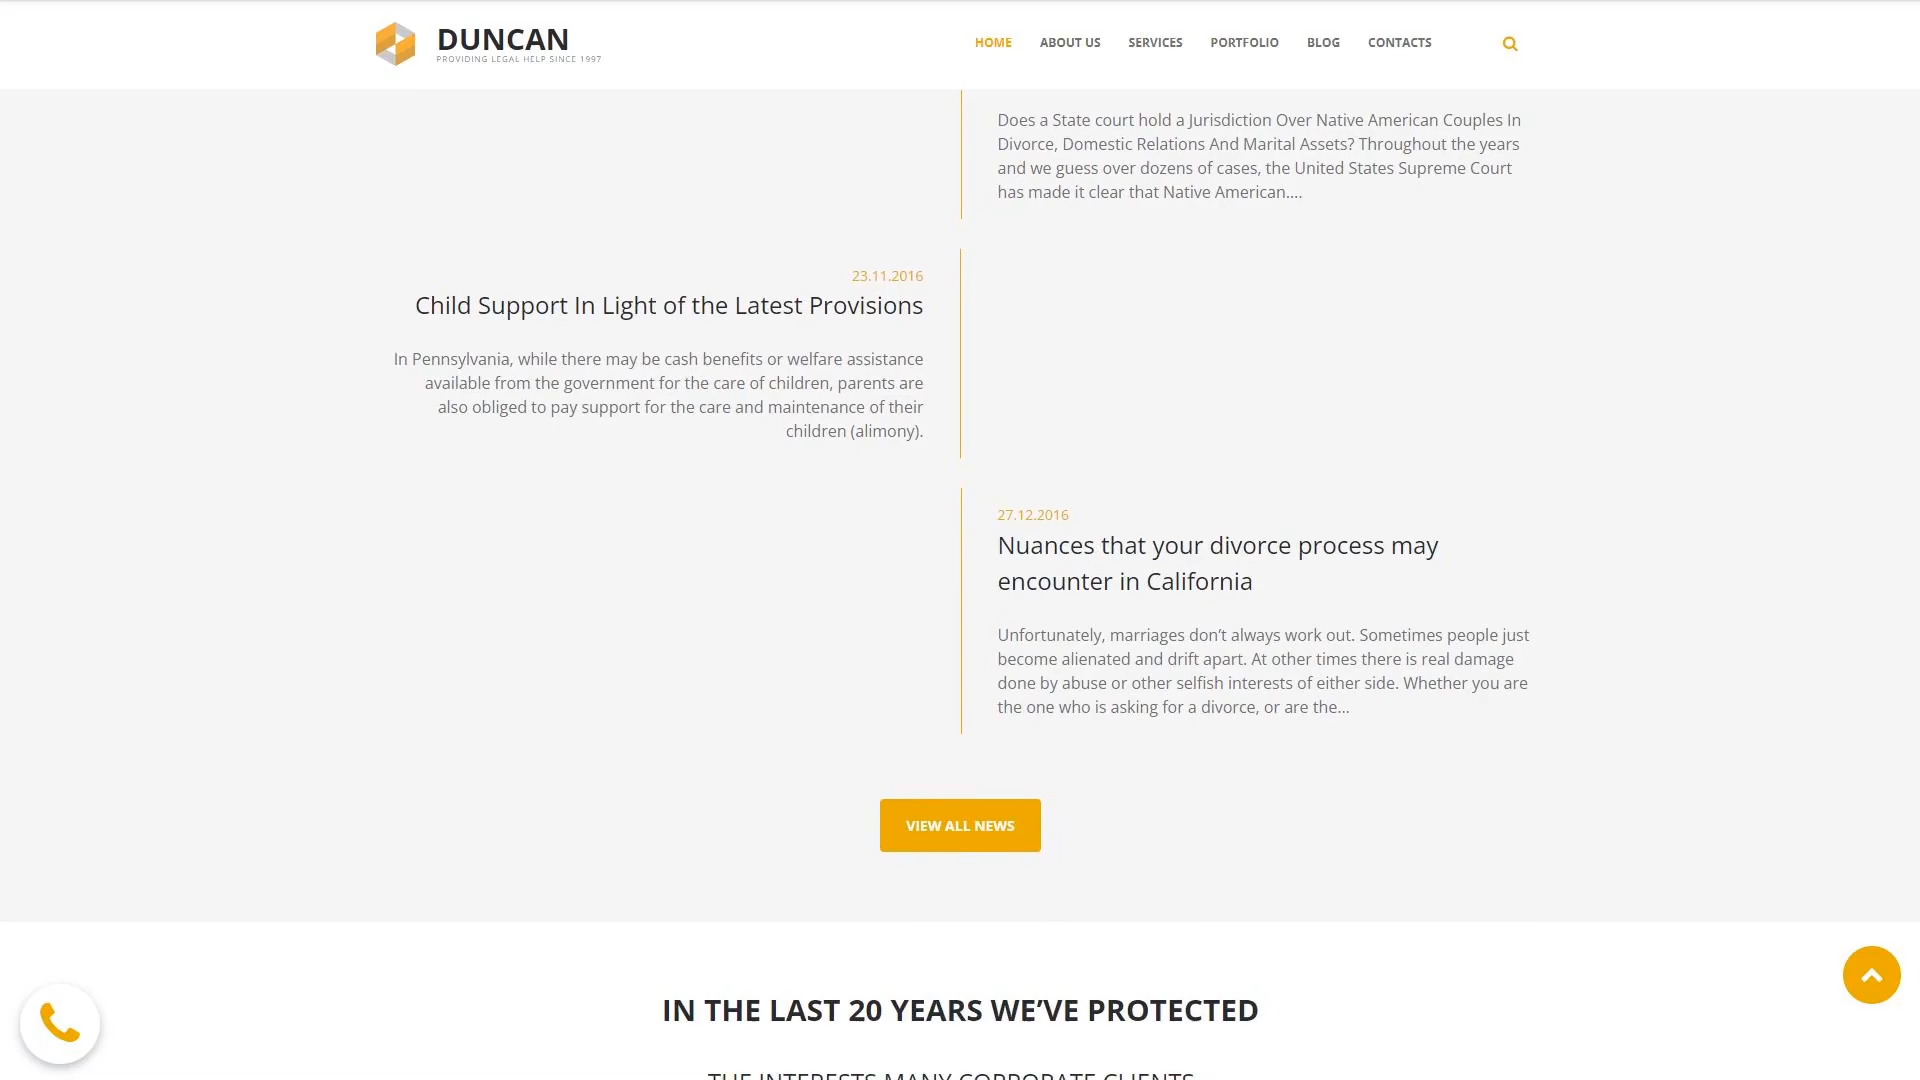 DUNCAN
PROVIDING LEGAL HELP SINCE 1997
HOME ABOUT US SERVICES PORTFOLIO BLOG CONTACTS
Does a State court hold a Jurisdiction Over Native American Couples In
Divorce, Domestic Relations And Marital Assets? Throughout the years
and we guess over dozens of cases, the United States Supreme Court
has made it clear that Native American....
23.11.2016
Child Support In Light of the Latest Provisions
In Pennsylvania, while there may be cash benefits or welfare assistance
available from the government for the care of children, parents are
also obliged to pay support for the care and maintenance of their
children (alimony).
27.12.2016
Nuances that your divorce process may
encounter in California
Unfortunately, marriages don’t always work out. Sometimes people just
become alienated and drift apart. At other times there is real damage
done by abuse or other selfish interests of either side. Whether you are
the one who is asking for a divorce, or are the...
VIEW ALL NEWS
IN THE LAST 20 YEARS WE’VE PROTECTED
THE INTERESTS MANY CORPORATE CLIENTS